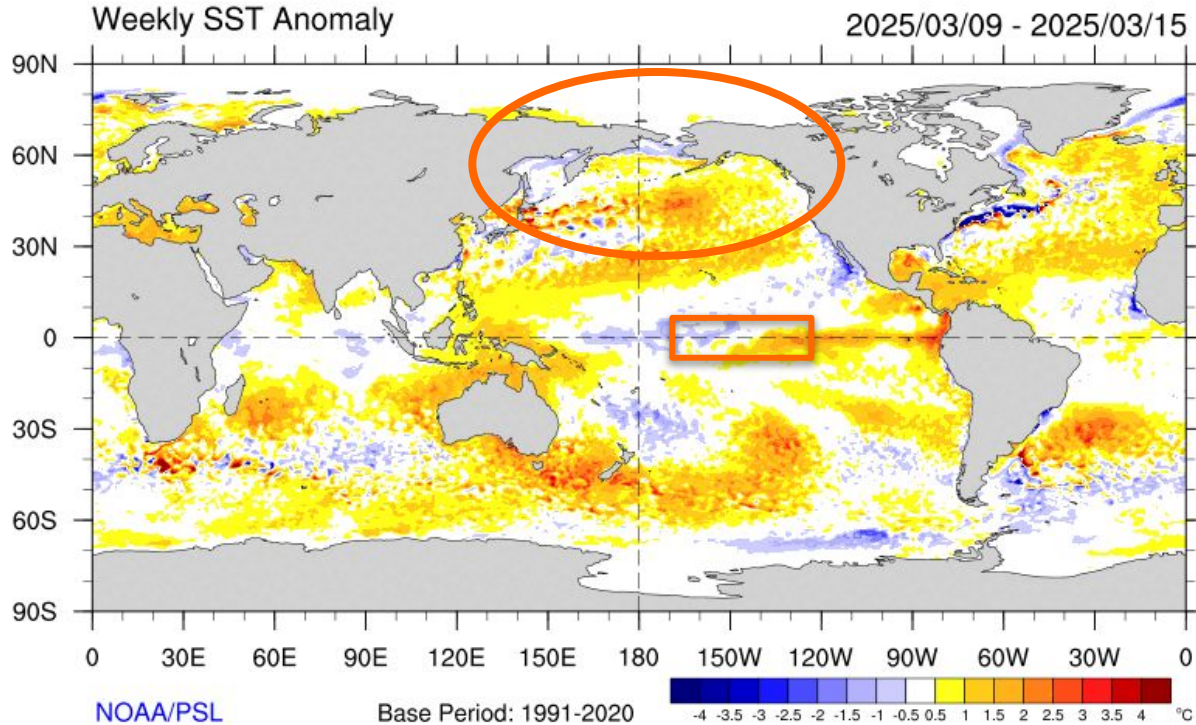 Weekly SST Anomaly 2025/03/09 - 2025/03/15
90N
60N
30N
0
30S
60S
90S
0 30E 60E 90E 120E 150E 180 150W 120W 90W 60W 30W 0
NOAA/PSL Base Period: 1991-2020
-4 -3.5 -3 -2.5 -2 -1.5 -1 -0.5 0.5 1 1.5 2 2.5 3 3.5 4 °C